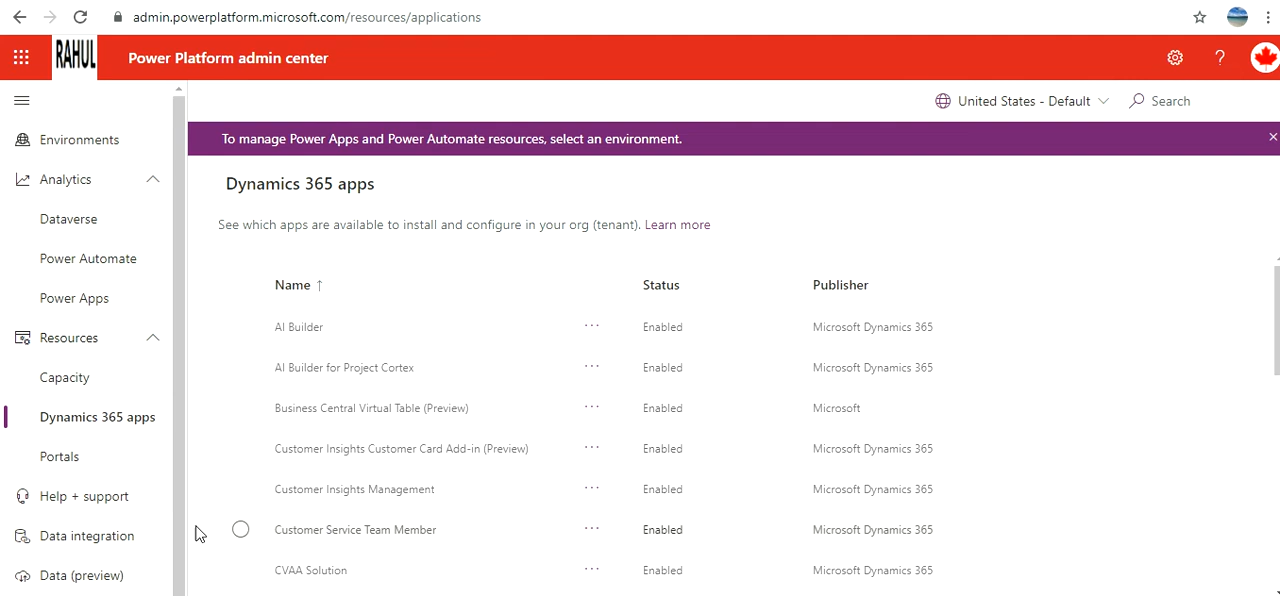 admin.powerplatform.microsoft.com/resources/applications
RAHUL Power Platform admin center ?
United States - Default Search
To manage Power Apps and Power Automate resources, select an environment.
Environments
Analytics
Dataverse
Power Automate
Power Apps
Resources
Capacity
Dynamics 365 apps
Portals
Help + support
Data integration
Data (preview)
Dynamics 365 apps
See which apps are available to install and configure in your org (tenant). Learn more
Name ↑ Status Publisher
AI Builder ... Enabled Microsoft Dynamics 365
AI Builder for Project Cortex ... Enabled Microsoft Dynamics 365
Business Central Virtual Table (Preview) ... Enabled Microsoft
Customer Insights Customer Card Add-in (Preview) ... Enabled Microsoft Dynamics 365
Customer Insights Management ... Enabled Microsoft Dynamics 365
Customer Service Team Member ... Enabled Microsoft Dynamics 365
CVAA Solution ... Enabled Microsoft Dynamics 365